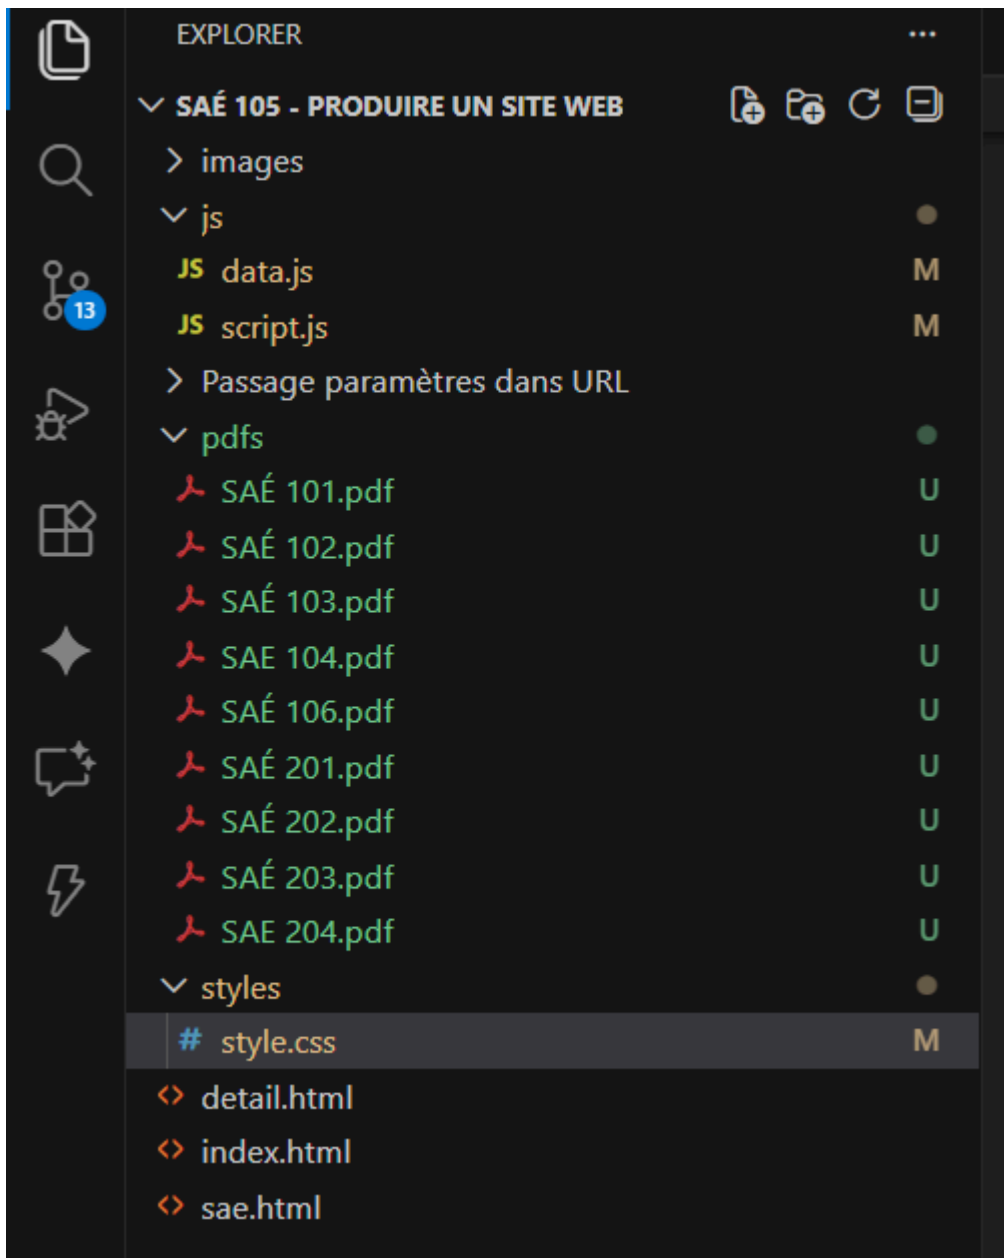 EXPLORER ...
SAÉ 105 - PRODUIRE UN SITE WEB
images
js
JS data.js M
JS script.js M
13
Passage paramètres dans URL
pdfs
SAÉ 101.pdf U
SAÉ 102.pdf U
SAÉ 103.pdf U
SAE 104.pdf U
SAÉ 106.pdf U
SAÉ 201.pdf U
SAÉ 202.pdf U
SAÉ 203.pdf U
SAE 204.pdf U
styles
# style.css M
<> detail.html
<> index.html
<> sae.html